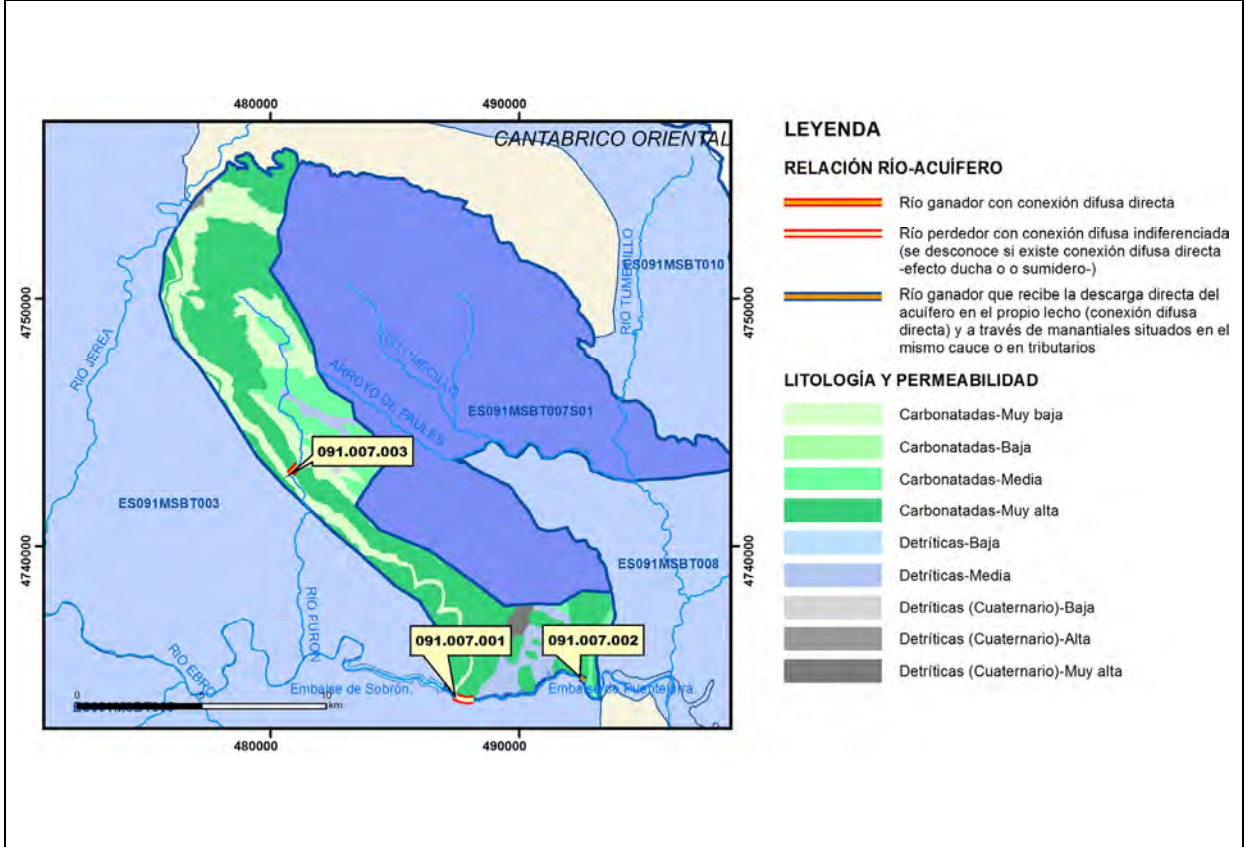 480000
490000
CANTABRICO ORIENTAL
ES091MSBT010
RIO TUMECILLO
4750000
4750000
RIO JEREA
ARROYO DE PAULES
ES091MSBT007S01
091.007.003
ES091MSBT003
4740000
4740000
ES091MSBT008
RIO FURON
091.007.001
091.007.002
RIO EBRO
Embalse de Sobrón.
0
10
km
480000
490000
LEYENDA
RELACIÓN RÍO-ACUÍFERO
Río ganador con conexión difusa directa
Río perdedor con conexión difusa indiferenciada
(se desconoce si existe conexión difusa directa
-efecto ducha o o sumidero-)
Río ganador que recibe la descarga directa del
acuífero en el propio lecho (conexión difusa
directa) y a través de manantiales situados en el
mismo cauce o en tributarios
LITOLOGÍA Y PERMEABILIDAD
Carbonatadas-Muy baja
Carbonatadas-Baja
Carbonatadas-Media
Carbonatadas-Muy alta
Detríticas-Baja
Detríticas-Media
Detríticas (Cuaternario)-Baja
Detríticas (Cuaternario)-Alta
Detríticas (Cuaternario)-Muy alta